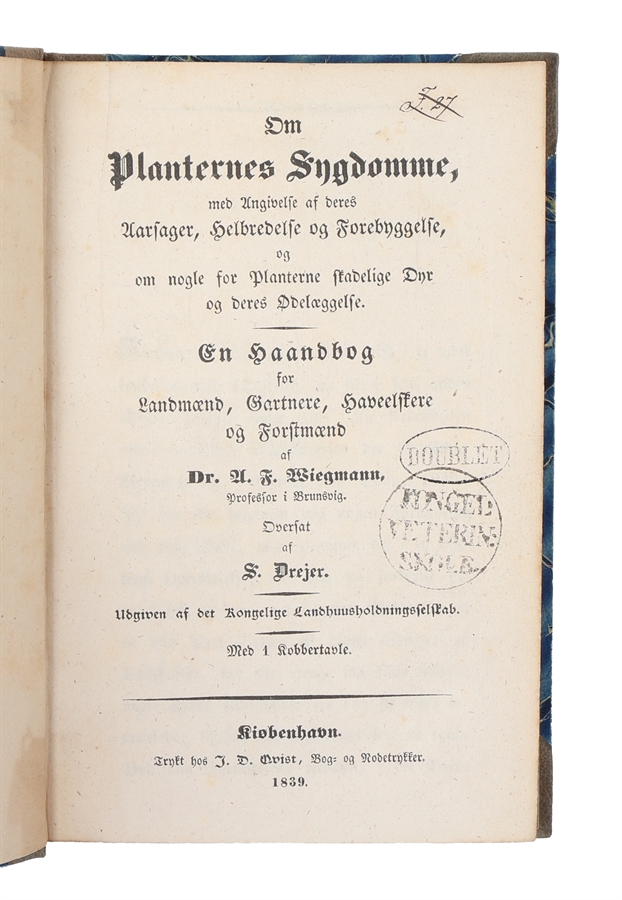 F. 27
Om
Planternes Sygdomme,
med Angivelse af deres
Aarsager, Helbredelse og Forebyggelse,
og
om nogle for Planterne skadelige Dyr
og deres Ødelæggelse.
En Haandbog
for
Landmænd, Gartnere, Haveelskere
og Forstmænd
af
Dr. A. F. Wiegmann,
Professor i Brunsvig.
Oversat
af
S. Drejer.
DOUBLET
KONGEL.
VETERIN:
SKOLE.
Udgiven af det Kongelige Landhuusholdningsselskab.
Med 1 Kobbertavle.
Kiøbenhavn.
Trykt hos J. D. Qvist, Bog- og Nodetrykker.
1839.